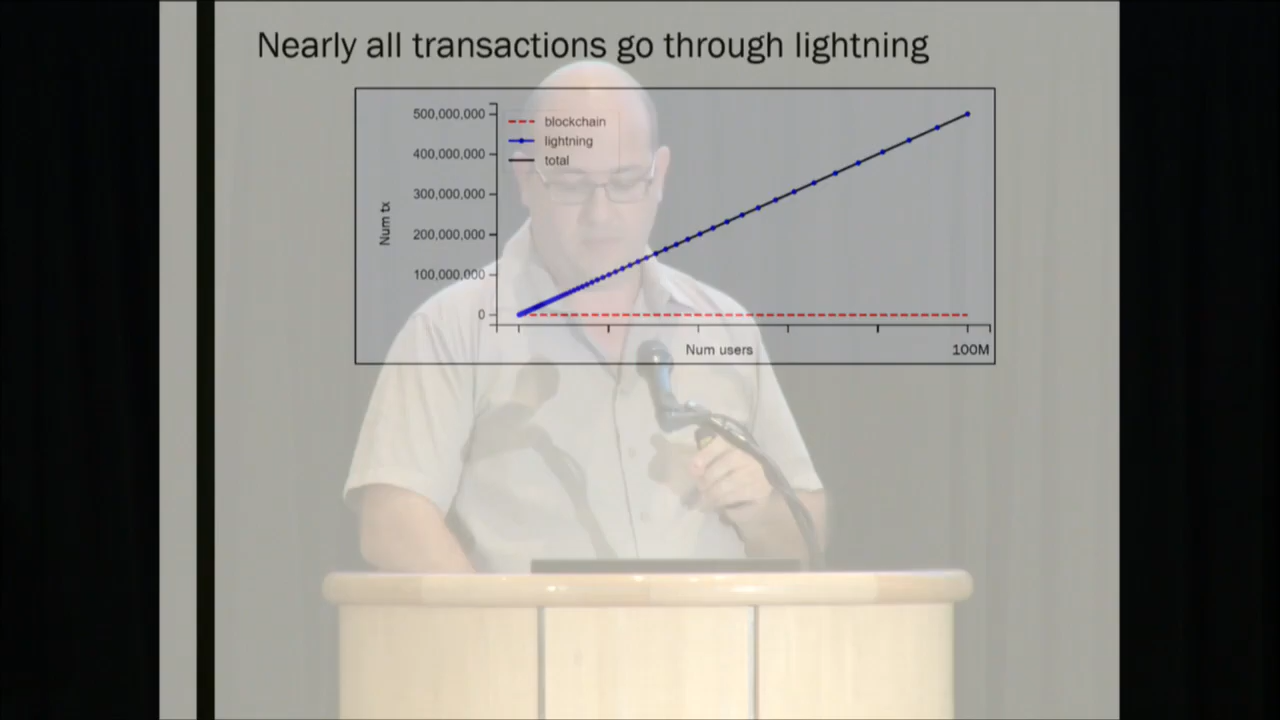 Nearly all transactions go through lightning
500,000,000
400,000,000
300,000,000
200,000,000
100,000,000
0
Num tx
blockchain
lightning
total
Num users
100M